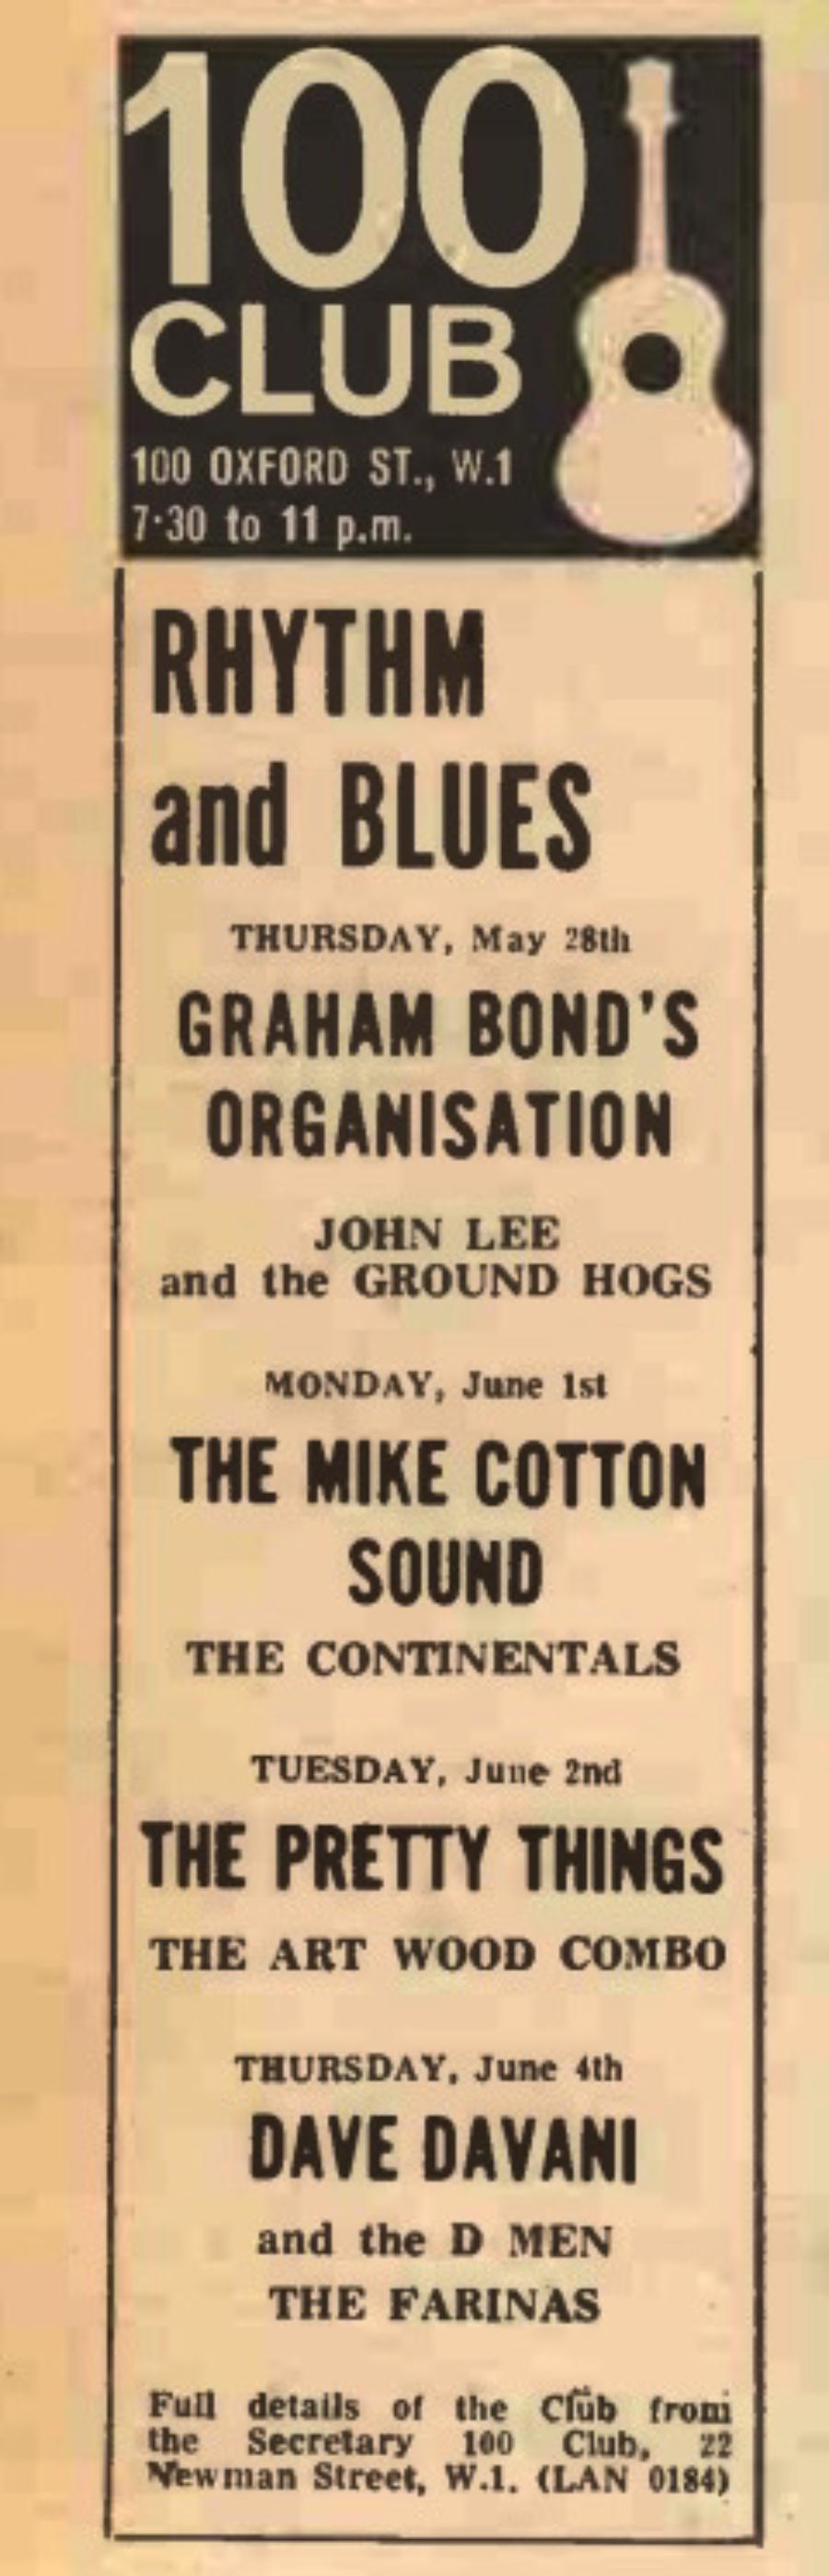 100
CLUB
100 OXFORD ST., W.1
7·30 to 11 p.m.
RHYTHM
and BLUES
THURSDAY, May 28th
GRAHAM BOND'S
ORGANISATION
JOHN LEE
and the GROUND HOGS
MONDAY, June 1st
THE MIKE COTTON
SOUND
THE CONTINENTALS
TUESDAY, June 2nd
THE PRETTY THINGS
THE ART WOOD COMBO
THURSDAY, June 4th
DAVE DAVANI
and the D MEN
THE FARINAS
Full details of the Club from
the Secretary 100 Club, 22
Newman Street, W.1. (LAN 0184)